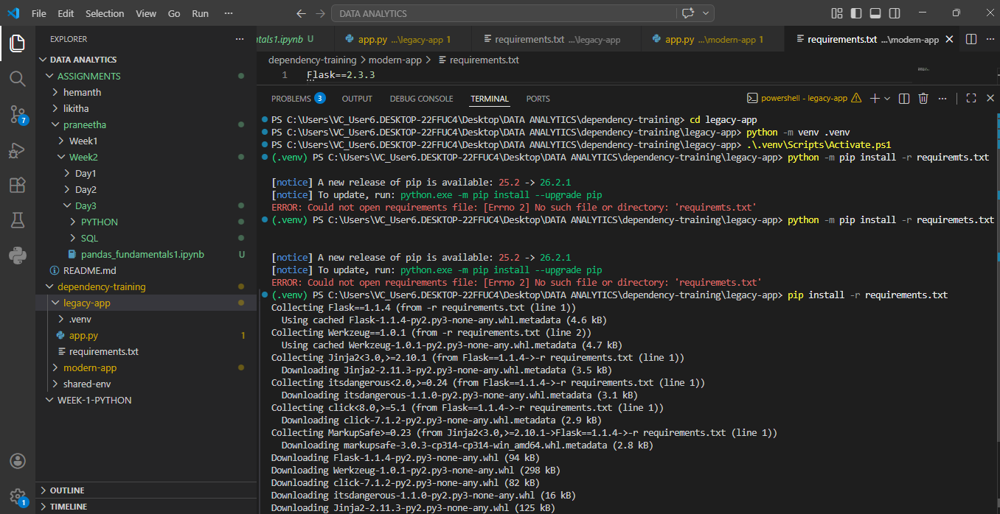 File Edit Selection View Go Run ··· DATA ANALYTICS
EXPLORER ···
DATA ANALYTICS
ASSIGNMENTS
hemanth
likitha
praneetha
Week1
Week2
Day1
Day2
Day3
PYTHON
SQL
pandas_fundamentals1.ipynb U
README.md
dependency-training
legacy-app
.venv
app.py 1
requirements.txt
modern-app
shared-env
WEEK-1-PYTHON
OUTLINE
TIMELINE
7
1
ntals1.ipynb U app.py ...\legacy-app 1 requirements.txt ...\legacy-app app.py ...\modern-app 1 requirements.txt ...\modern-app ···
dependency-training > modern-app > requirements.txt
1 Flask==2.3.3
PROBLEMS 3 OUTPUT DEBUG CONSOLE TERMINAL PORTS powershell - legacy-app ···
PS C:\Users\VC_User6.DESKTOP-22FFUC4\Desktop\DATA ANALYTICS\dependency-training> cd legacy-app
PS C:\Users\VC_User6.DESKTOP-22FFUC4\Desktop\DATA ANALYTICS\dependency-training\legacy-app> python -m venv .venv
PS C:\Users\VC_User6.DESKTOP-22FFUC4\Desktop\DATA ANALYTICS\dependency-training\legacy-app> .\.venv\Scripts\Activate.ps1
(.venv) PS C:\Users\VC_User6.DESKTOP-22FFUC4\Desktop\DATA ANALYTICS\dependency-training\legacy-app> python -m pip install -r requiremts.txt
[notice] A new release of pip is available: 25.2 -> 26.2.1
[notice] To update, run: python.exe -m pip install --upgrade pip
ERROR: Could not open requirements file: [Errno 2] No such file or directory: 'requiremts.txt'
(.venv) PS C:\Users\VC_User6.DESKTOP-22FFUC4\Desktop\DATA ANALYTICS\dependency-training\legacy-app> python -m pip install -r requiremets.txt
[notice] A new release of pip is available: 25.2 -> 26.2.1
[notice] To update, run: python.exe -m pip install --upgrade pip
ERROR: Could not open requirements file: [Errno 2] No such file or directory: 'requiremets.txt'
(.venv) PS C:\Users\VC_User6.DESKTOP-22FFUC4\Desktop\DATA ANALYTICS\dependency-training\legacy-app> pip install -r requirements.txt
Collecting Flask==1.1.4 (from -r requirements.txt (line 1))
Using cached Flask-1.1.4-py2.py3-none-any.whl.metadata (4.6 kB)
Collecting Werkzeug==1.0.1 (from -r requirements.txt (line 2))
Using cached Werkzeug-1.0.1-py2.py3-none-any.whl.metadata (4.7 kB)
Collecting Jinja2<3.0,>=2.10.1 (from Flask==1.1.4->-r requirements.txt (line 1))
Downloading Jinja2-2.11.3-py2.py3-none-any.whl.metadata (3.5 kB)
Collecting itsdangerous<2.0,>=0.24 (from Flask==1.1.4->-r requirements.txt (line 1))
Downloading itsdangerous-1.1.0-py2.py3-none-any.whl.metadata (3.1 kB)
Collecting click<8.0,>=5.1 (from Flask==1.1.4->-r requirements.txt (line 1))
Downloading click-7.1.2-py2.py3-none-any.whl.metadata (2.9 kB)
Collecting MarkupSafe>=0.23 (from Jinja2<3.0,>=2.10.1->Flask==1.1.4->-r requirements.txt (line 1))
Downloading markupsafe-3.0.3-cp314-cp314-win_amd64.whl.metadata (2.8 kB)
Downloading Flask-1.1.4-py2.py3-none-any.whl (94 kB)
Downloading Werkzeug-1.0.1-py2.py3-none-any.whl (298 kB)
Downloading click-7.1.2-py2.py3-none-any.whl (82 kB)
Downloading itsdangerous-1.1.0-py2.py3-none-any.whl (16 kB)
Downloading Jinja2-2.11.3-py2.py3-none-any.whl (125 kB)